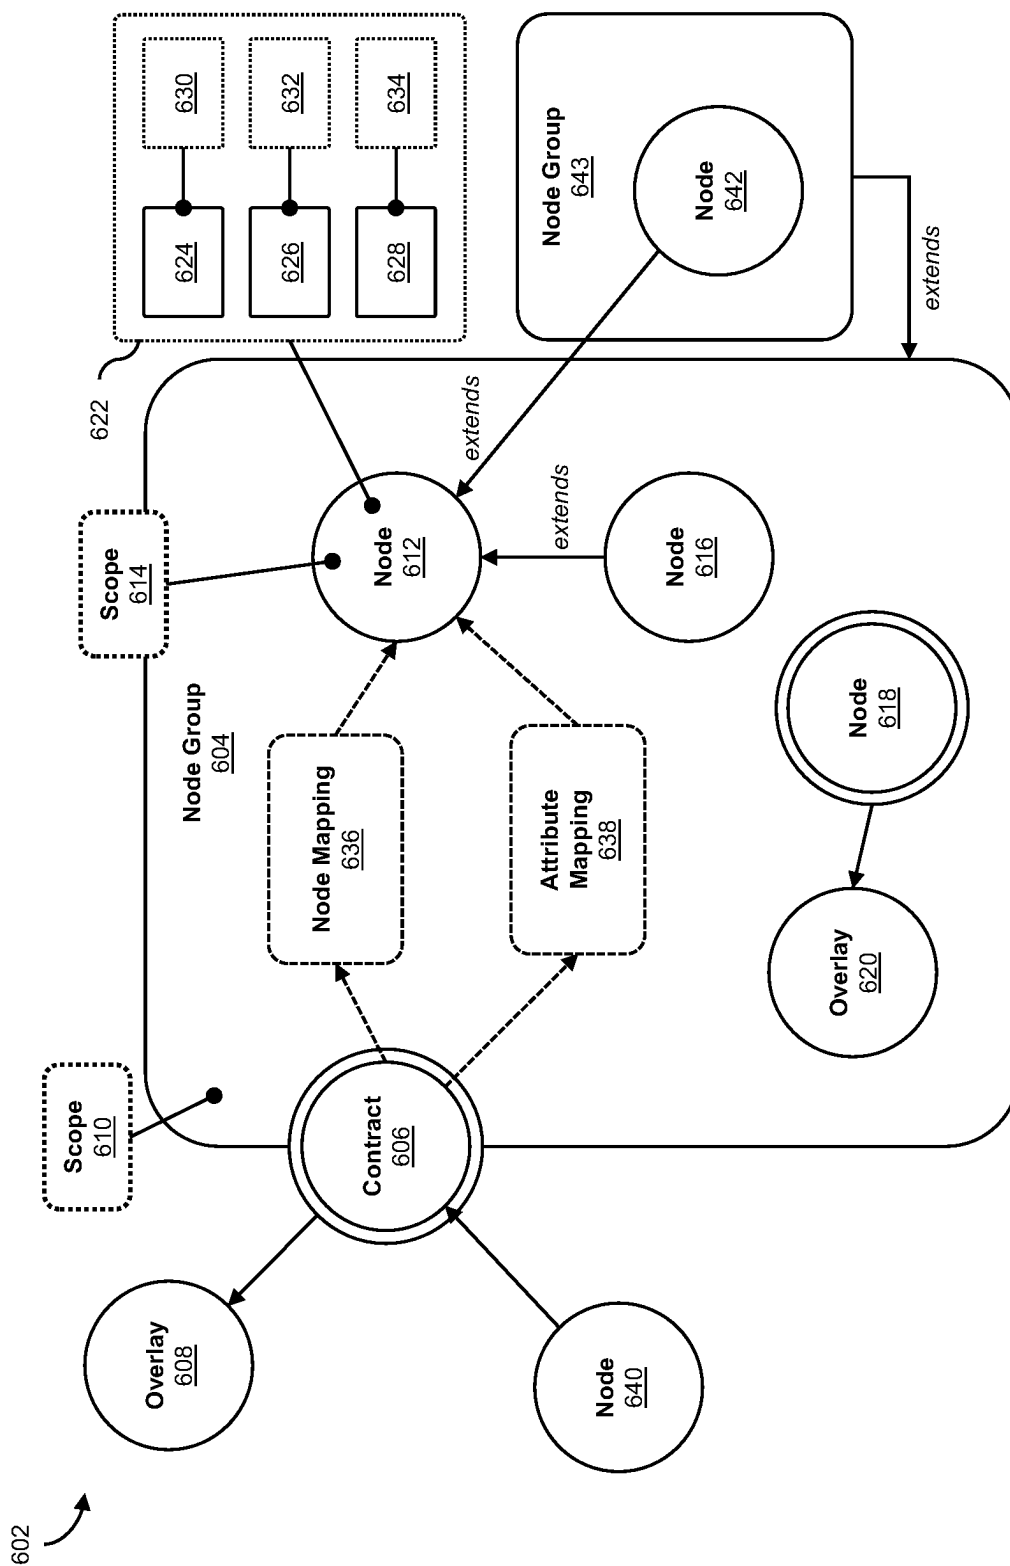 602
Overlay
608
Node
640
Scope
610
Contract
606
Node Group
604
Scope
614
Node Mapping
636
Attribute
Mapping
638
Overlay
620
Node
618
Node
612
Node
616
extends
extends
622
624
630
626
632
628
634
Node Group
643
Node
642
extends